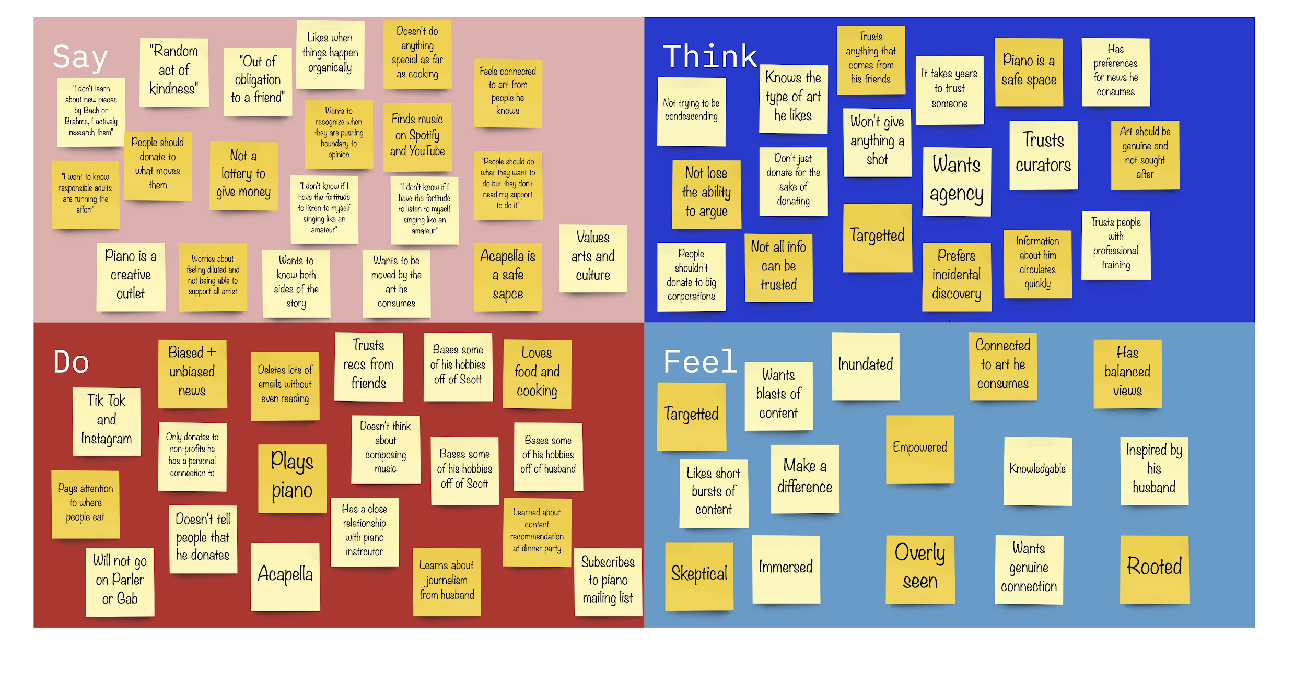 Say
"I don't learn
about new pieces
by Bach or
Brahms, I actively
research them"
"Random
act of
kindness"
"Out of
obligation
to a friend"
Likes when
things happen
organically
Doesn't do
anything
special as far
as cooking
Feels connected
to art from
people he
knows
"I want to know
responsible adults
are running the
effort"
People should
donate to
what moves
them
Not a
lottery to
give money
Wants to
recognize when
they are pushing
boundary to
opinion
Finds music
on Spotify
and YouTube
"People should do
what they want to
do but they don't
need my support
to do it"
"I don't know if I
have the fortitude
to listen to myself
singing like an
amateur"
"I don't know if I
have the fortitude
to listen to myself
singing like an
amateur"
Piano is a
creative
outlet
Worries about
feeling diluted and
not being able to
support all artist
Wants to
know both
sides of the
story
Wants to be
moved by the
art he
consumes
Acapella is
a safe
sapce
Values
arts and
culture
Think
Not trying to be
condescending
Knows the
type of art
he likes
Trusts
anything that
comes from
his friends
It takes years
to trust
someone
Piano is a
safe space
Has
preferences
for news he
consumes
Not lose
the ability
to argue
Don't just
donate for the
sake of
donating
Won't give
anything a
shot
Wants
agency
Trusts
curators
Art should be
genuine and
not sought
after
People
shouldn't
donate to big
corporations
Not all info
can be
trusted
Targetted
Prefers
incidental
discovery
Information
about him
circulates
quickly
Trusts people
with
professional
training
Do
Tik Tok
and
Instagram
Biased +
unbiased
news
Deletes lots of
emails without
even reading
Trusts
recs from
friends
Bases some
of his hobbies
off of Scott
Loves
food and
cooking
Pays attention
to where
people eat
Only donates to
non-profits he
has a personal
connection to
Plays
piano
Doesn't think
about
composing
music
Bases some
of his hobbies
off of Scott
Bases some
of his hobbies
off of husband
Will not go
on Parler
or Gab
Doesn't tell
people that
he donates
Acapella
Has a close
relationship
with piano
instrcutor
Learns about
journalism
from husband
Learned about
content
recommendation
at dinner party
Subscribes
to piano
mailing list
Feel
Targetted
Wants
blasts of
content
Inundated
Connected
to art he
consumes
Has
balanced
views
Likes short
bursts of
content
Make a
difference
Empowered
Knowledgable
Inspired by
his
husband
Skeptical
Immersed
Overly
seen
Wants
genuine
connection
Rooted